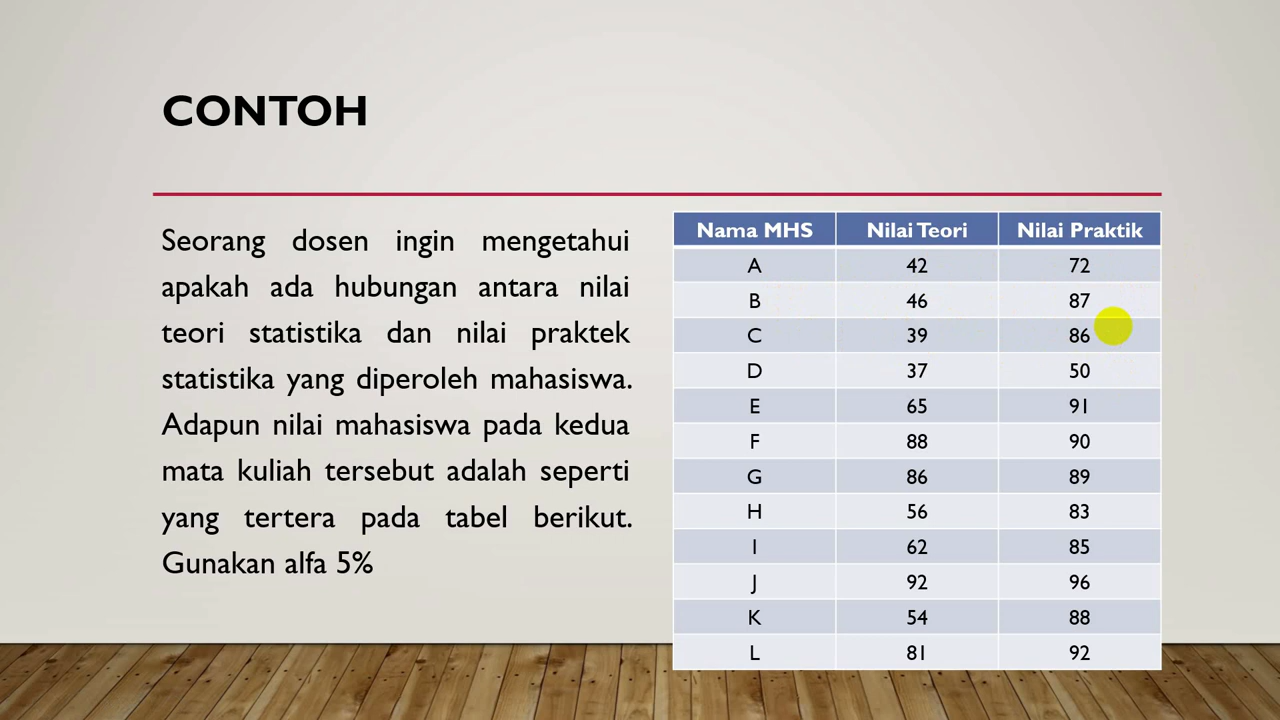 CONTOH
Seorang dosen ingin mengetahui
apakah ada hubungan antara nilai
teori statistika dan nilai praktek
statistika yang diperoleh mahasiswa.
Adapun nilai mahasiswa pada kedua
mata kuliah tersebut adalah seperti
yang tertera pada tabel berikut.
Gunakan alfa 5%
Nama MHS Nilai Teori Nilai Praktik
A 42 72
B 46 87
C 39 86
D 37 50
E 65 91
F 88 90
G 86 89
H 56 83
I 62 85
J 92 96
K 54 88
L 81 92